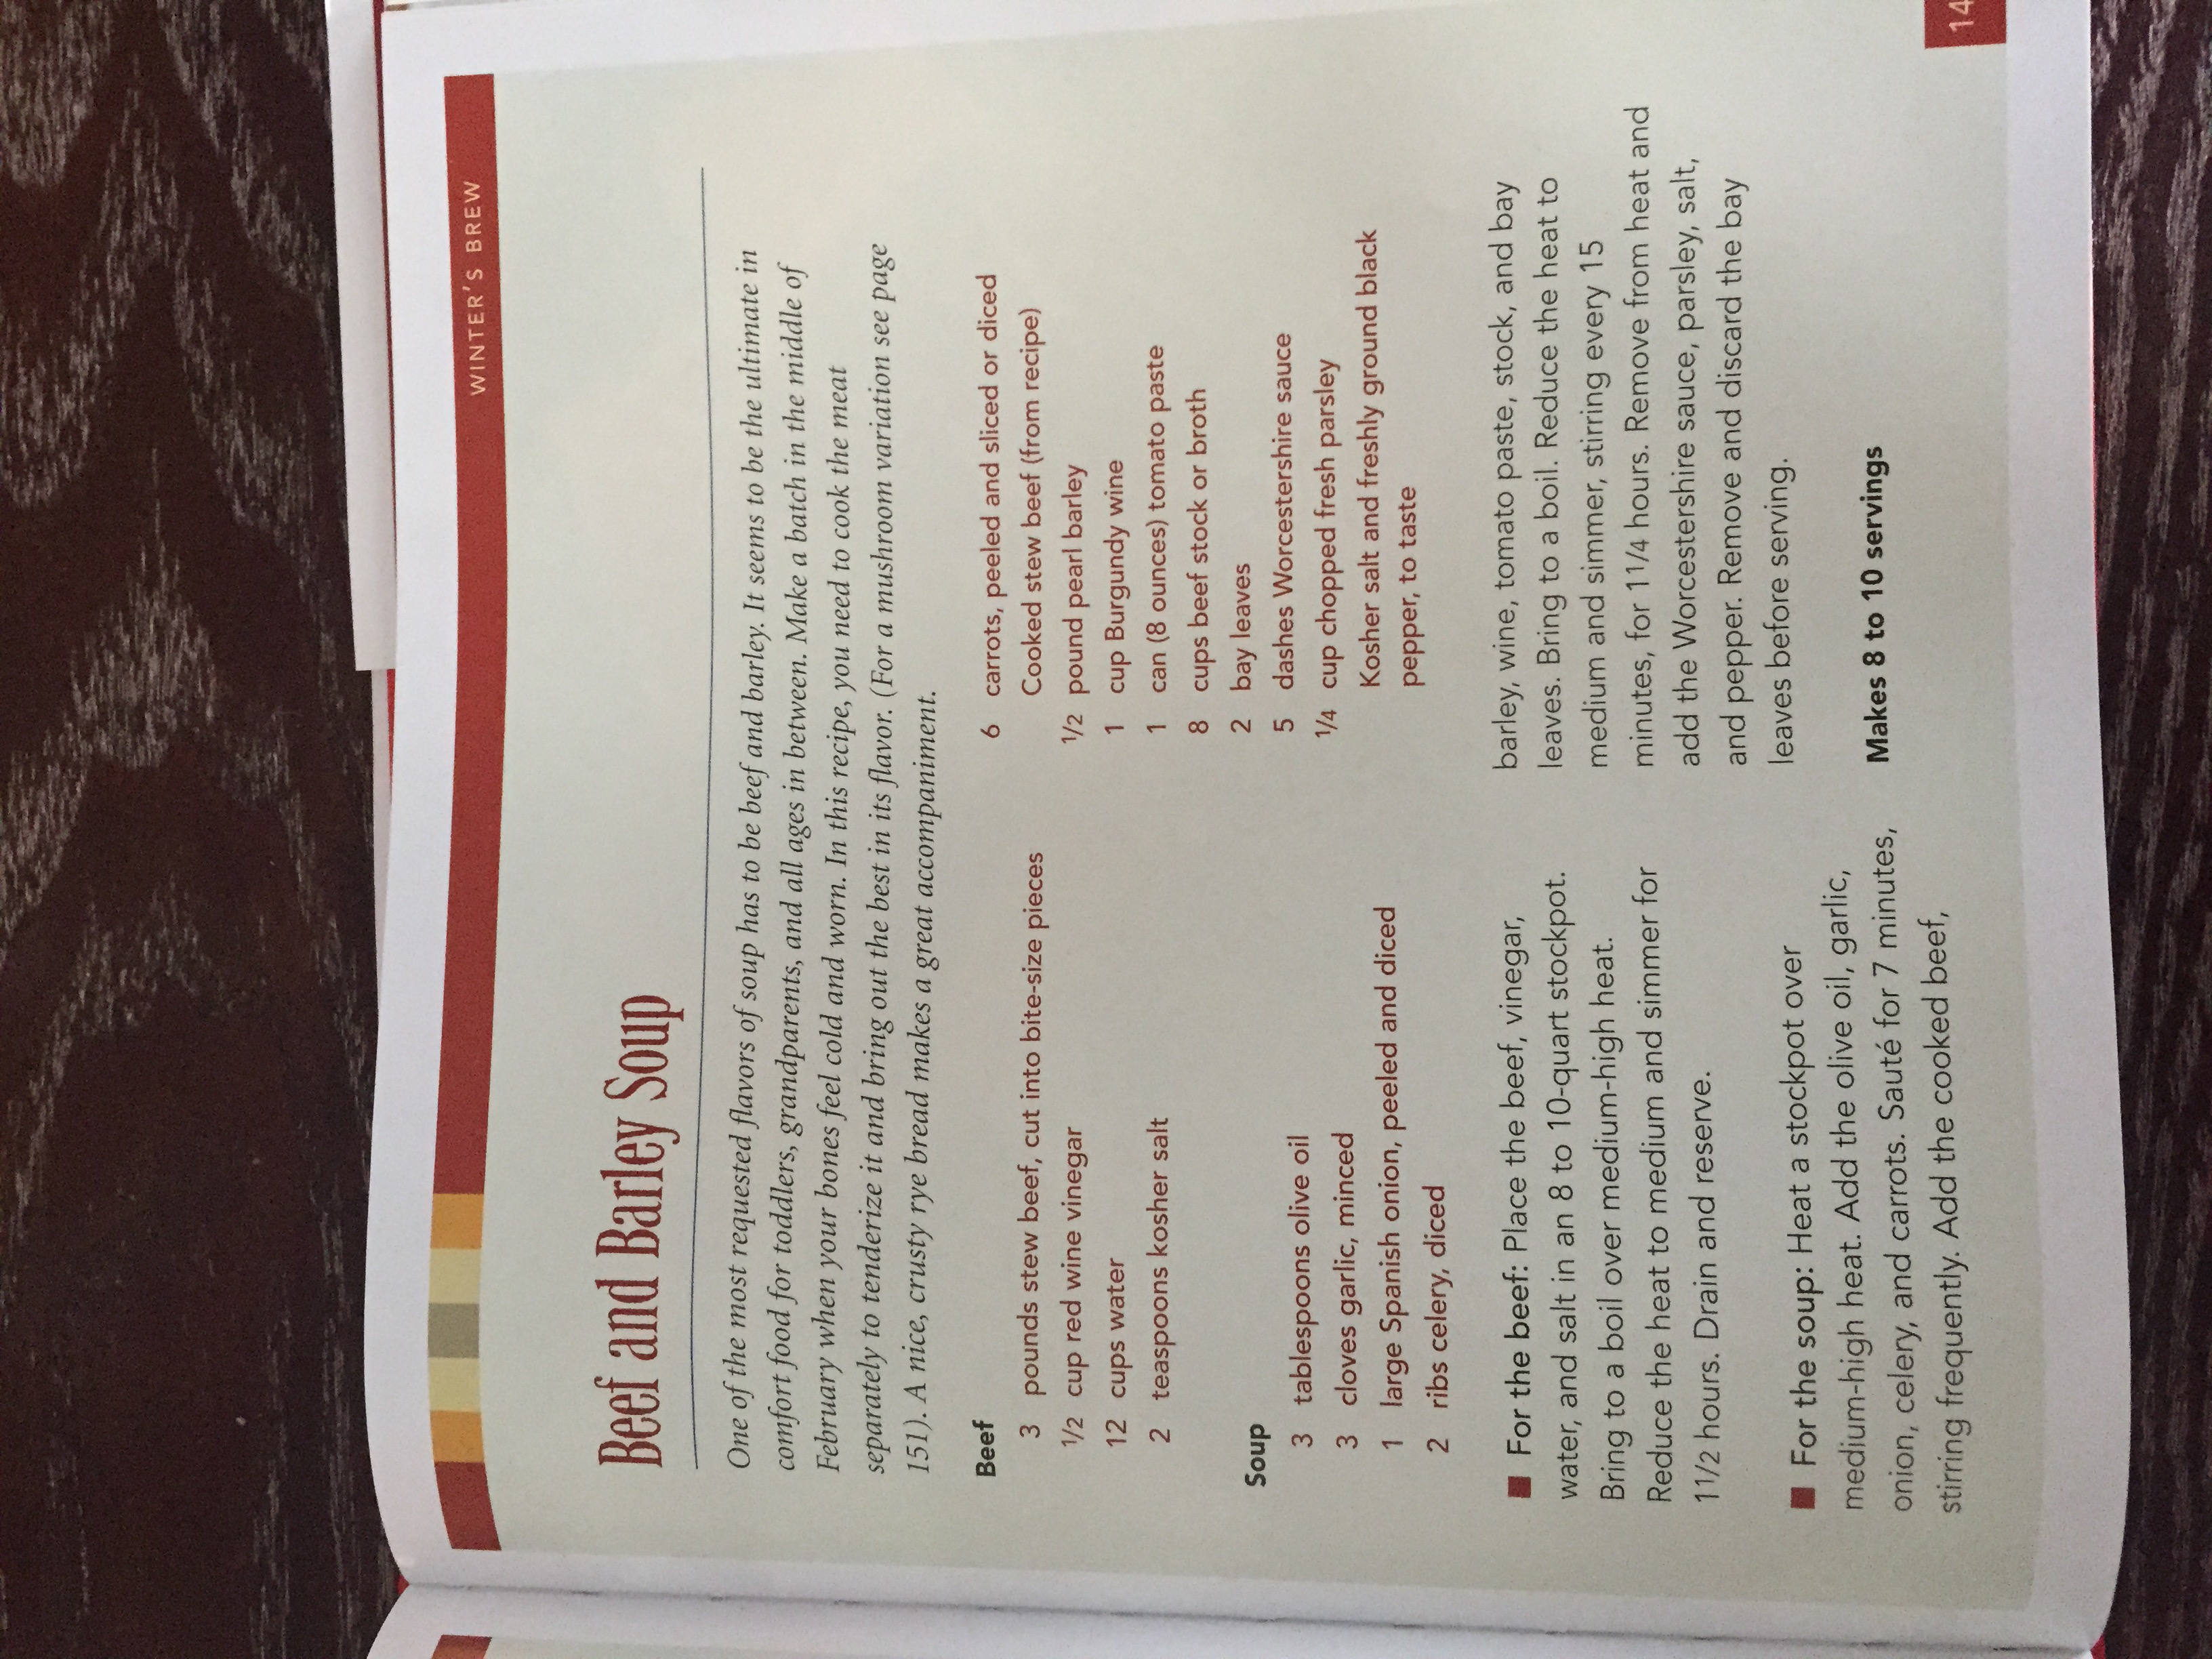 WINTER'S BREW
Beef and Barley Soup
One of the most requested flavors of soup has to be beef and barley. It seems to be the ultimate in
comfort food for toddlers, grandparents, and all ages in between. Make a batch in the middle of
February when your bones feel cold and worn. In this recipe, you need to cook the meat
separately to tenderize it and bring out the best in its flavor. (For a mushroom variation see page
151). A nice, crusty rye bread makes a great accompaniment.
Beef
3 pounds stew beef, cut into bite-size pieces
1/2 cup red wine vinegar
12 cups water
2 teaspoons kosher salt
Soup
3 tablespoons olive oil
3 cloves garlic, minced
1 large Spanish onion, peeled and diced
2 ribs celery, diced
6 carrots, peeled and sliced or diced
Cooked stew beef (from recipe)
1/2 pound pearl barley
1 cup Burgundy wine
1 can (8 ounces) tomato paste
8 cups beef stock or broth
2 bay leaves
5 dashes Worcestershire sauce
1/4 cup chopped fresh parsley
Kosher salt and freshly ground black
pepper, to taste
■ For the beef: Place the beef, vinegar,
water, and salt in an 8 to 10-quart stockpot.
Bring to a boil over medium-high heat.
Reduce the heat to medium and simmer for
11/2 hours. Drain and reserve.
■ For the soup: Heat a stockpot over
medium-high heat. Add the olive oil, garlic,
onion, celery, and carrots. Sauté for 7 minutes,
stirring frequently. Add the cooked beef,
barley, wine, tomato paste, stock, and bay
leaves. Bring to a boil. Reduce the heat to
medium and simmer, stirring every 15
minutes, for 11/4 hours. Remove from heat and
add the Worcestershire sauce, parsley, salt,
and pepper. Remove and discard the bay
leaves before serving.
Makes 8 to 10 servings
14